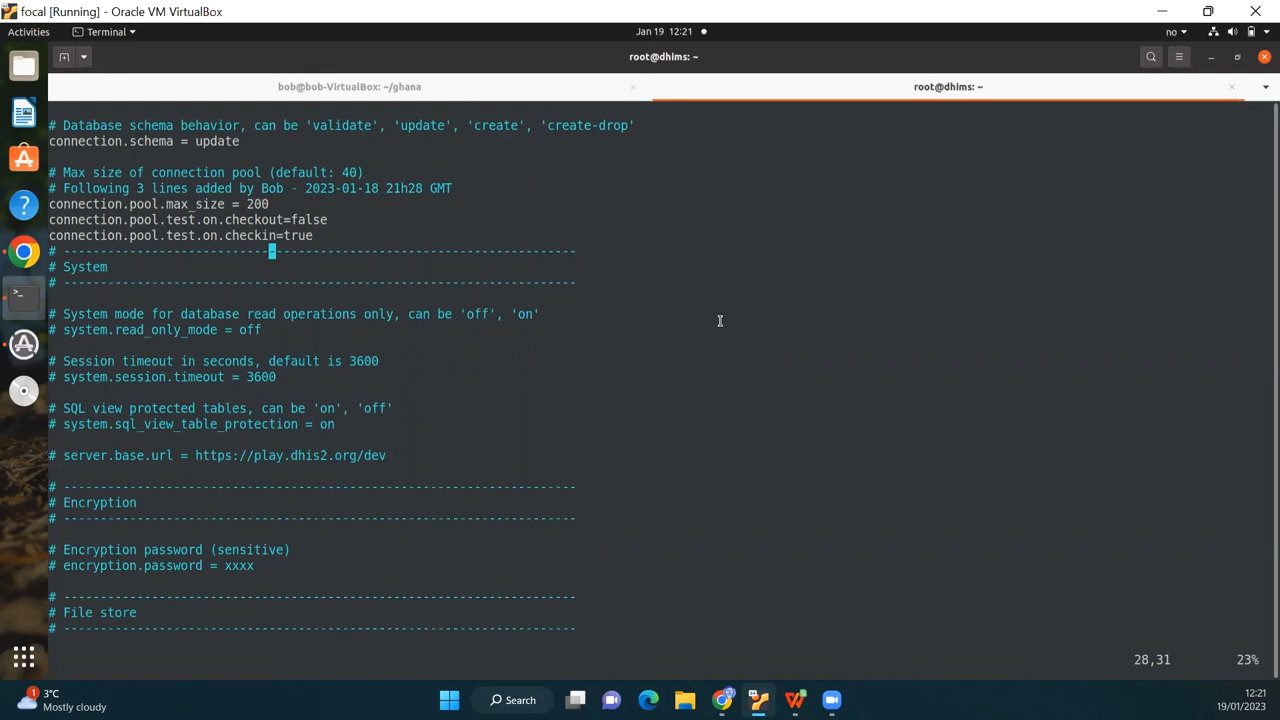 focal [Running] - Oracle VM VirtualBox
Activities
Terminal
Jan 19 12:21
no
root@dhims: ~
bob@bob-VirtualBox: ~/ghana
root@dhims: ~
# Database schema behavior, can be 'validate', 'update', 'create', 'create-drop'
connection.schema = update
# Max size of connection pool (default: 40)
# Following 3 lines added by Bob - 2023-01-18 21h28 GMT
connection.pool.max_size = 200
connection.pool.test.on.checkout=false
connection.pool.test.on.checkin=true
# ----------------------------------------------------------------------
# System
# ----------------------------------------------------------------------
# System mode for database read operations only, can be 'off', 'on'
# system.read_only_mode = off
# Session timeout in seconds, default is 3600
# system.session.timeout = 3600
# SQL view protected tables, can be 'on', 'off'
# system.sql_view_table_protection = on
# server.base.url = https://play.dhis2.org/dev
# ----------------------------------------------------------------------
# Encryption
# ----------------------------------------------------------------------
# Encryption password (sensitive)
# encryption.password = xxxx
# ----------------------------------------------------------------------
# File store
# ----------------------------------------------------------------------
28,31 23%
1
3°C
Mostly cloudy
Search
12:21
19/01/2023